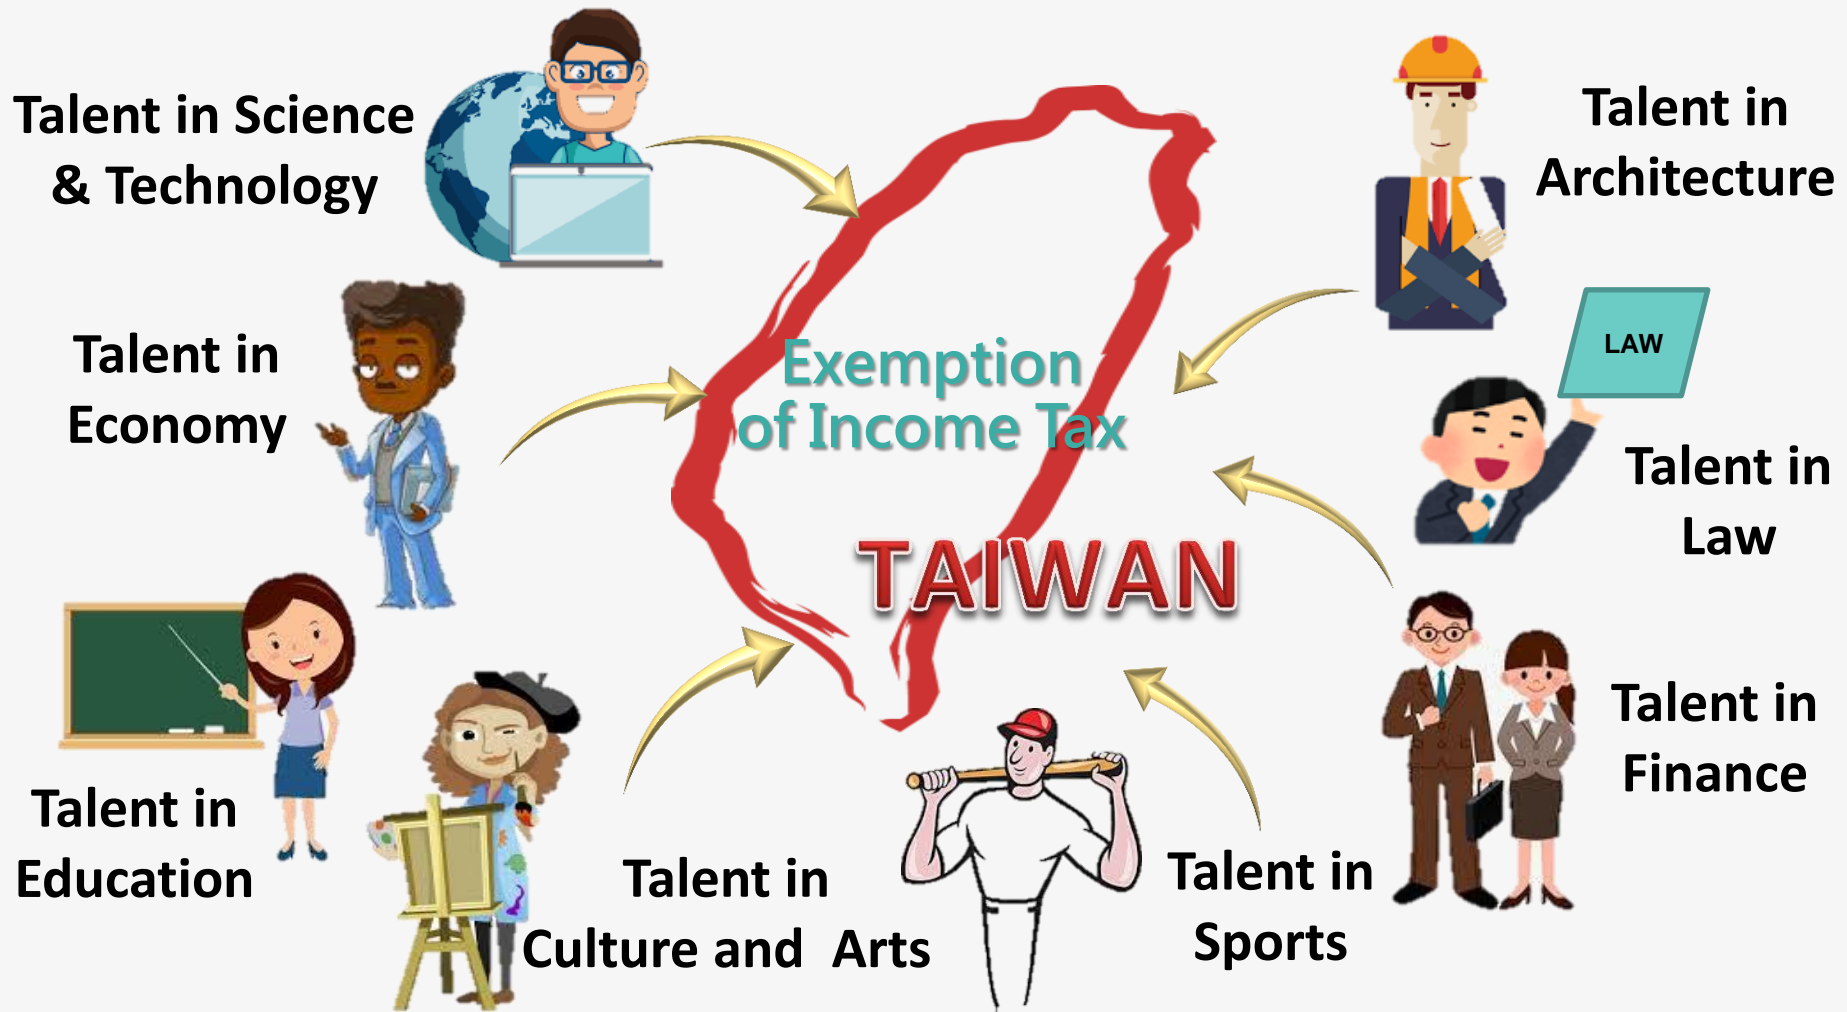 Talent in Science
& Technology
Talent in
Economy
Talent in
Education
Talent in
Culture and  Arts
Exemption
of Income Tax
TAIWAN
Talent in
Architecture
LAW
Talent in
Law
Talent in
Finance
Talent in
Sports